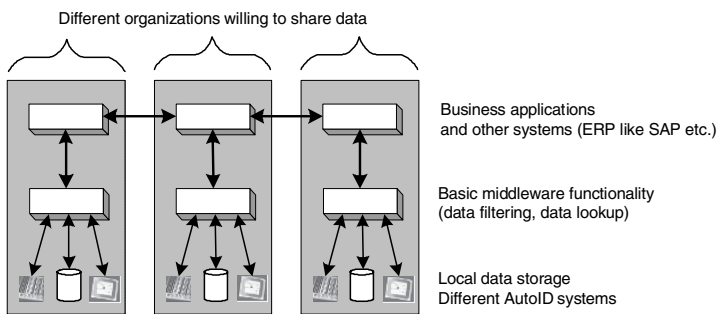 Different organizations willing to share data
Business applications
and other systems (ERP like SAP etc.)
Basic middleware functionality
(data filtering, data lookup)
Local data storage
Different AutoID systems